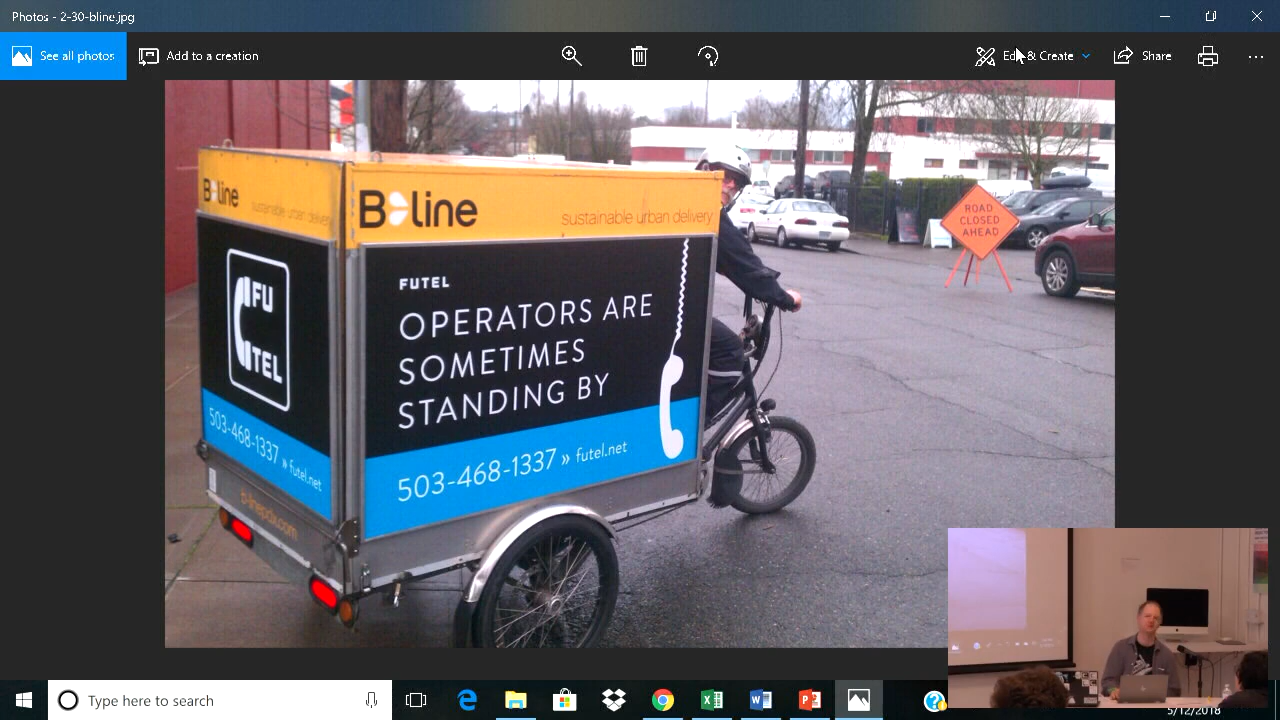 Photos - 2-30-bline.jpg
See all photos
Add to a creation
Edit & Create
Share
B line
sustainable urban delivery
B line
sustainable urban delivery
ROAD
CLOSED
AHEAD
FU
TEL
FUTEL
OPERATORS ARE
SOMETIMES
STANDING BY
503-468-1337 » futel.net
503-468-1337 » futel.net
b-linepdx.com
Type here to search
5/12/2018